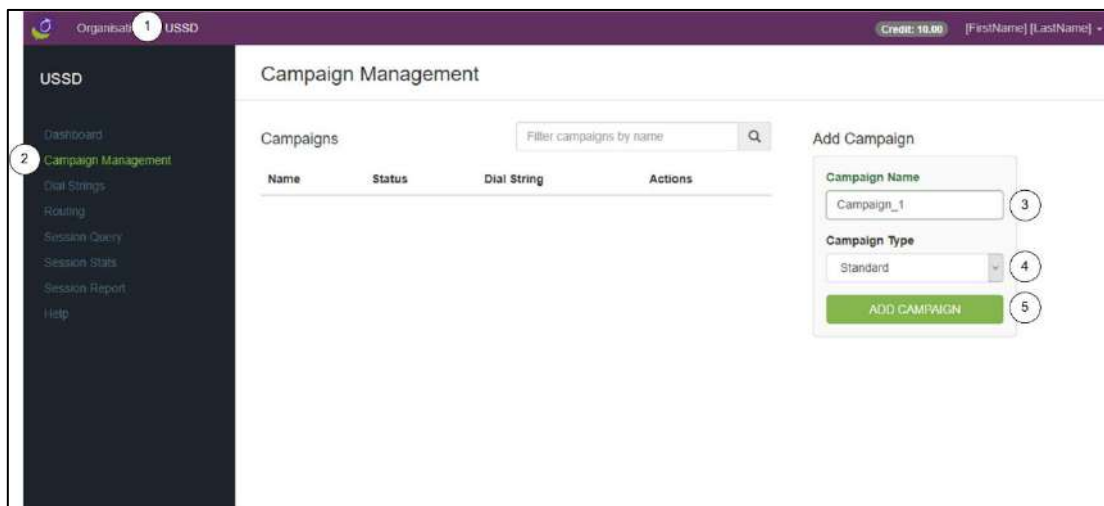 Organisati 1 USSD Credit: 10.00 [FirstName] [LastName]
USSD
Dashboard
2 Campaign Management
Dial Strings
Routing
Session Query
Session Stats
Session Report
Help
Campaign Management
Campaigns Filter campaigns by name
Name Status Dial String Actions
Add Campaign
Campaign Name
Campaign_1 3
Campaign Type
Standard 4
ADD CAMPAIGN 5